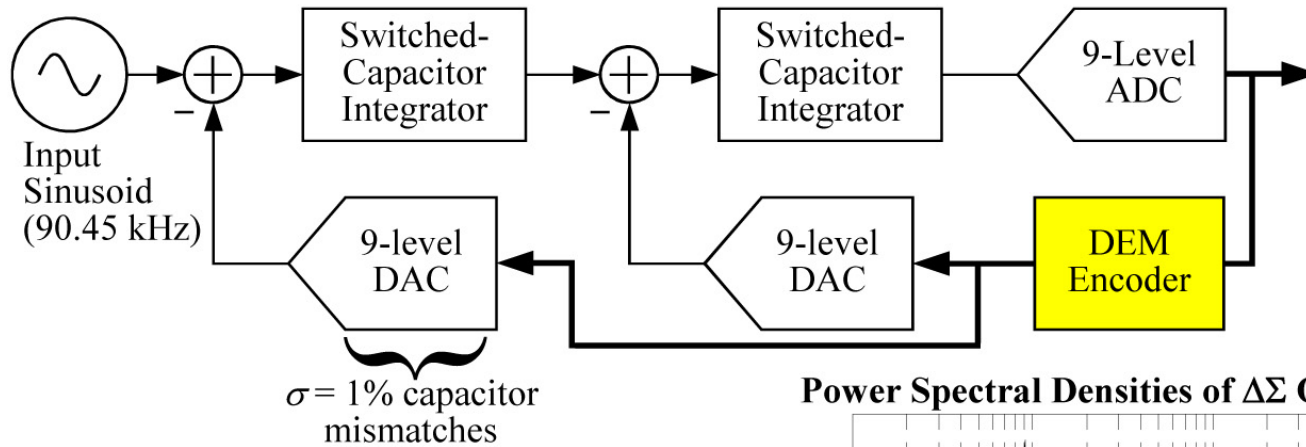 Switched-
Capacitor
Integrator
Switched-
Capacitor
Integrator
9-Level
ADC
+
−
+
−
Input
Sinusoid
(90.45 kHz)
9-level
DAC
9-level
DAC
DEM
Encoder
σ = 1% capacitor
mismatches
Power Spectral Densities of ΔΣ